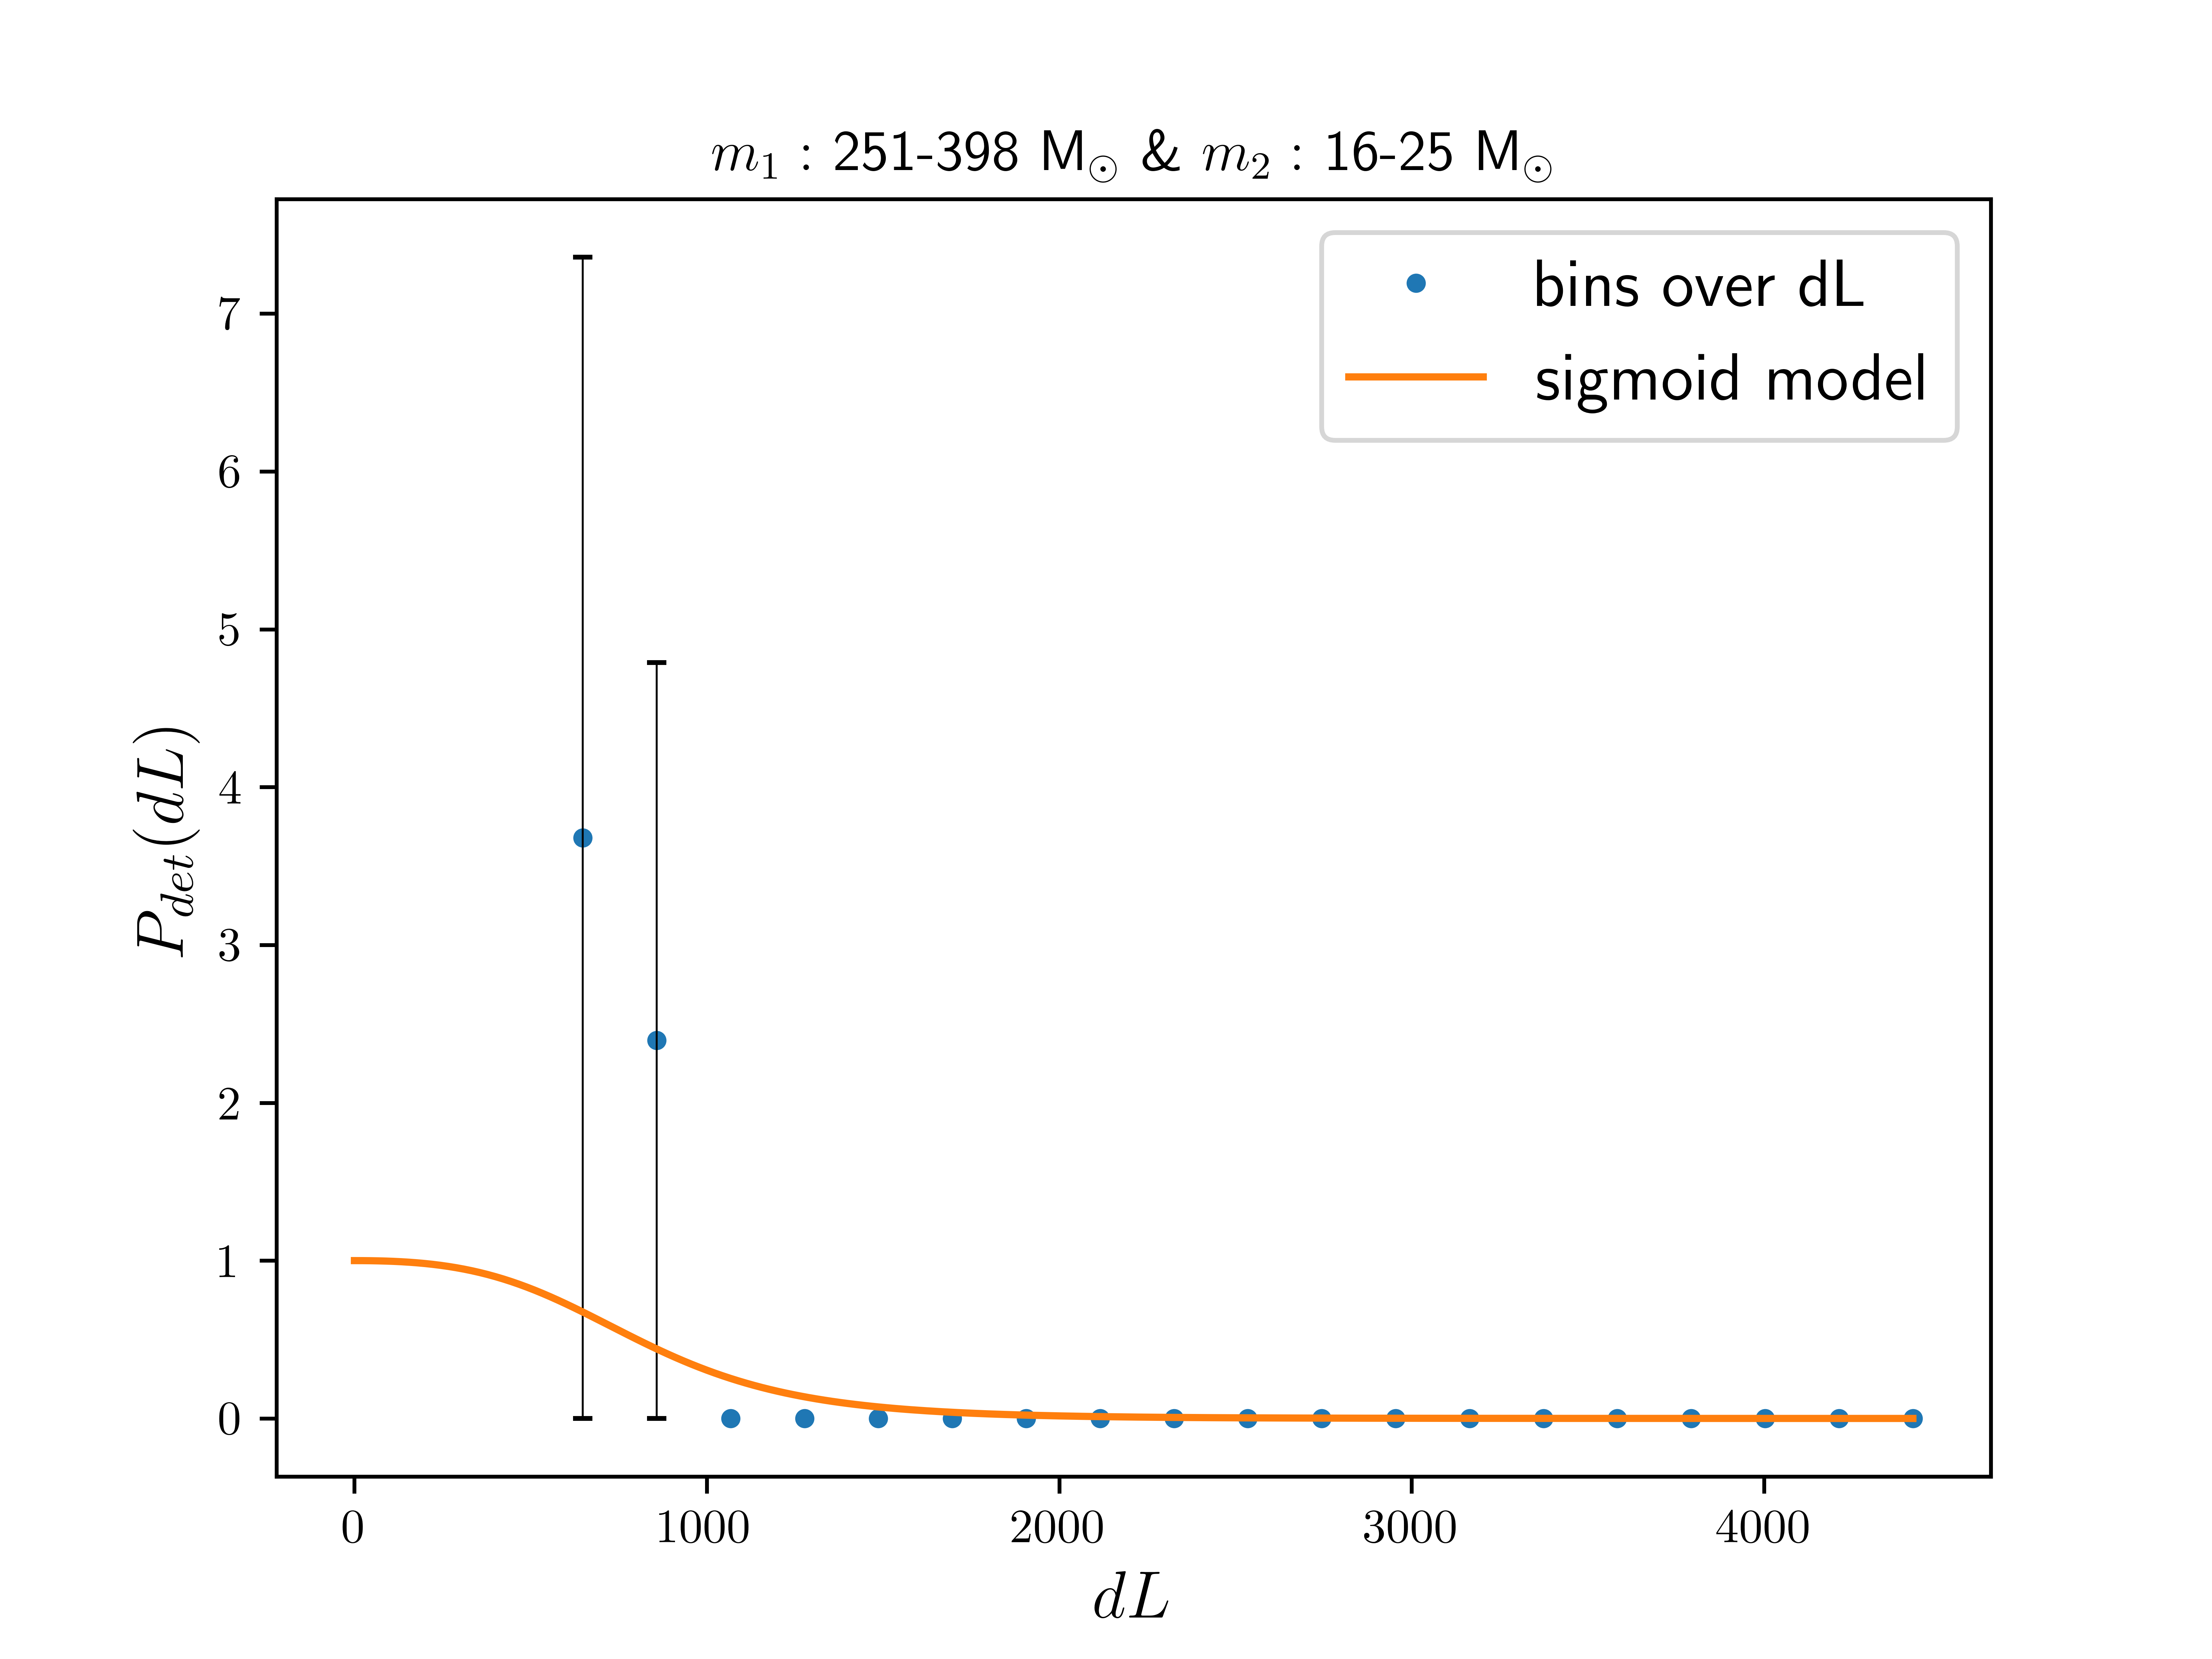 m₁ : 251-398 M⊙ & m₂ : 16-25 M⊙
bins over dL
sigmoid model
7
6
5
4
3
2
1
0
P_det(dL)
0 1000 2000 3000 4000
dL